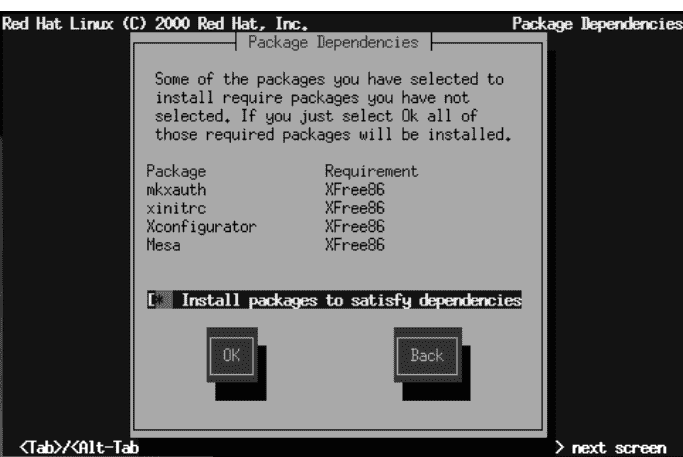 Red Hat Linux (C) 2000 Red Hat, Inc. Package Dependencies
Package Dependencies
Some of the packages you have selected to
install require packages you have not
selected. If you just select Ok all of
those required packages will be installed.
Package Requirement
mkxauth XFree86
xinitrc XFree86
Xconfigurator XFree86
Mesa XFree86
[* Install packages to satisfy dependencies
OK Back
<Tab>/<Alt-Tab > next screen